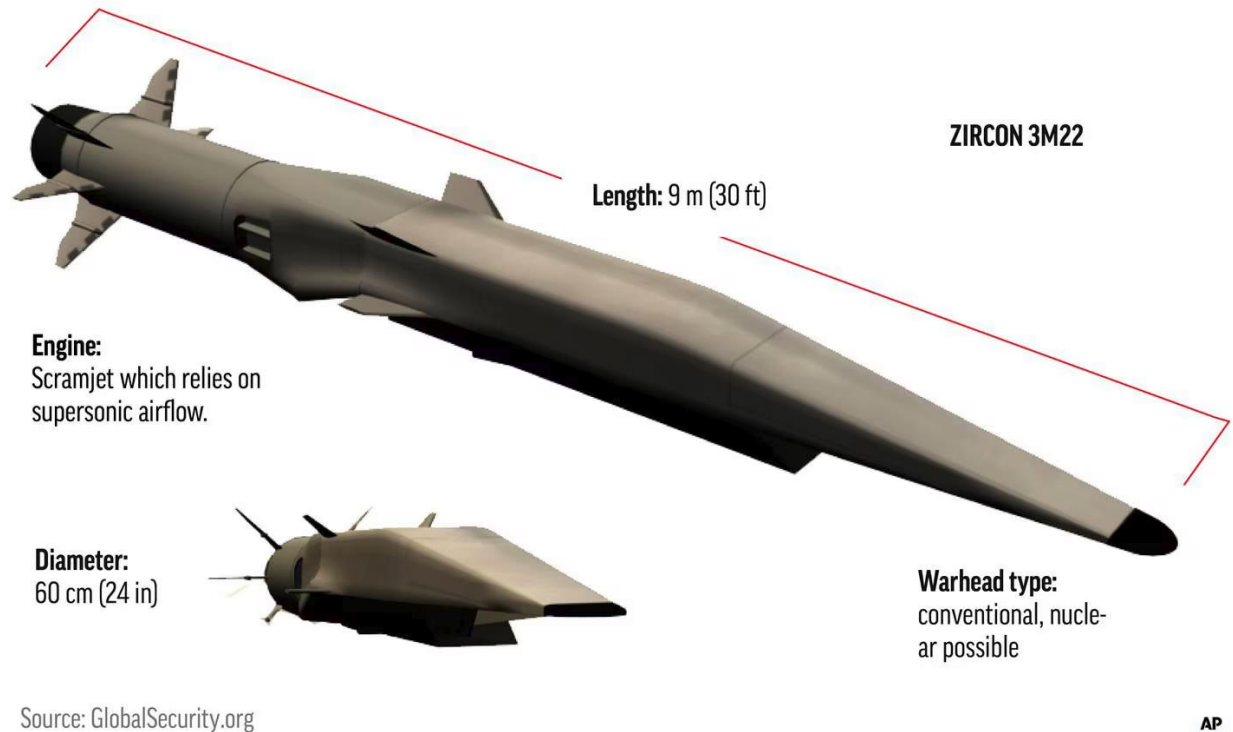 ZIRCON 3M22
Length: 9 m (30 ft)
Engine:
Scramjet which relies on
supersonic airflow.
Diameter:
60 cm (24 in)
Warhead type:
conventional, nucle-
ar possible
Source: GlobalSecurity.org
AP